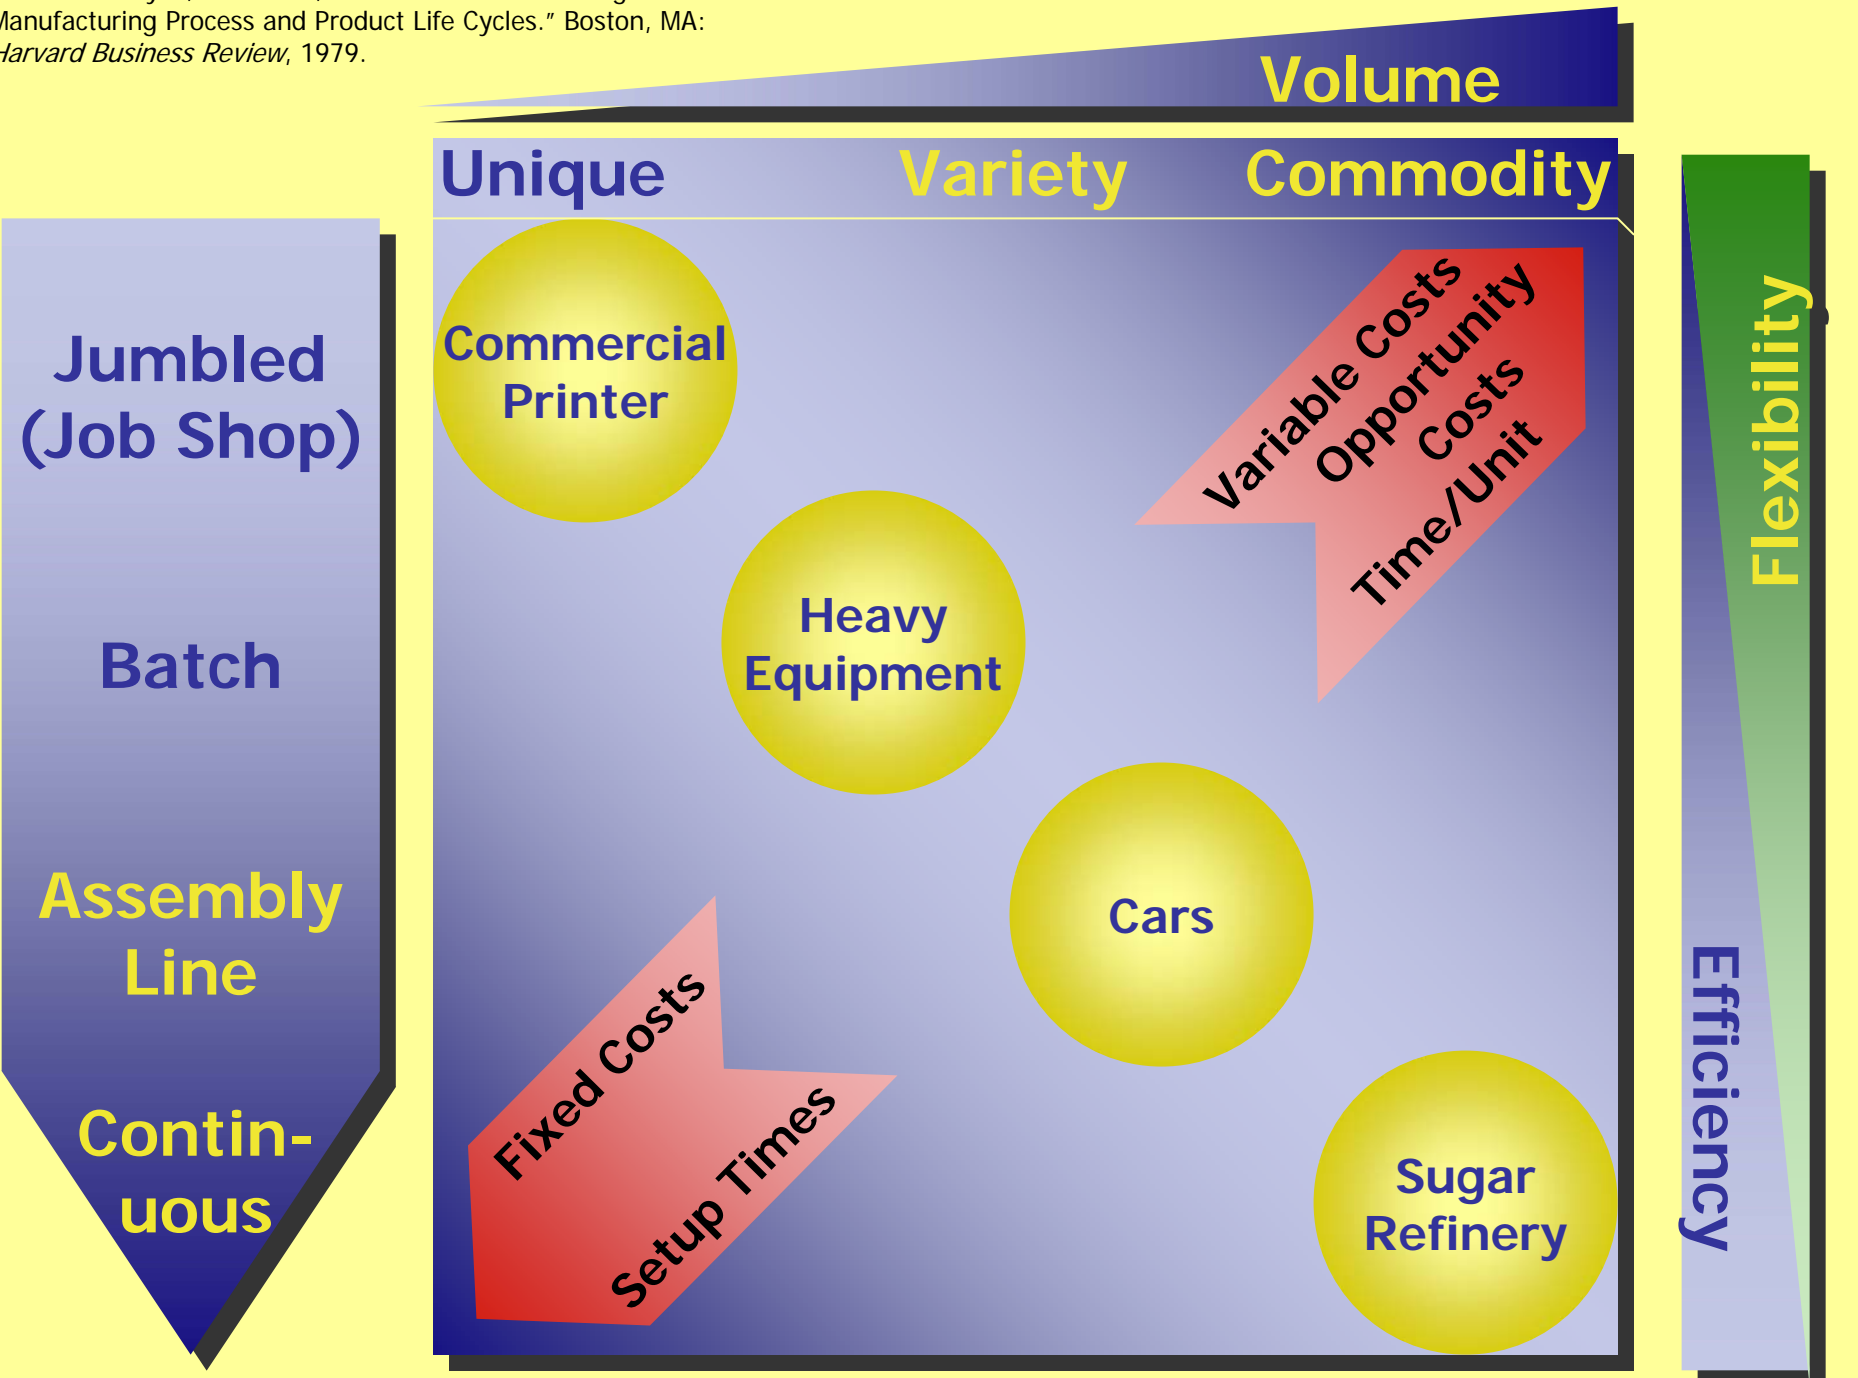 Manufacturing Process and Product Life Cycles.” Boston, MA:
Harvard Business Review, 1979.
Volume
Unique Variety Commodity
Jumbled
(Job Shop)
Batch
Assembly
Line
Contin-
uous
Commercial
Printer
Heavy
Equipment
Cars
Sugar
Refinery
Variable Costs
Opportunity
Costs
Time/Unit
Fixed Costs
Setup Times
Flexibility
Efficiency